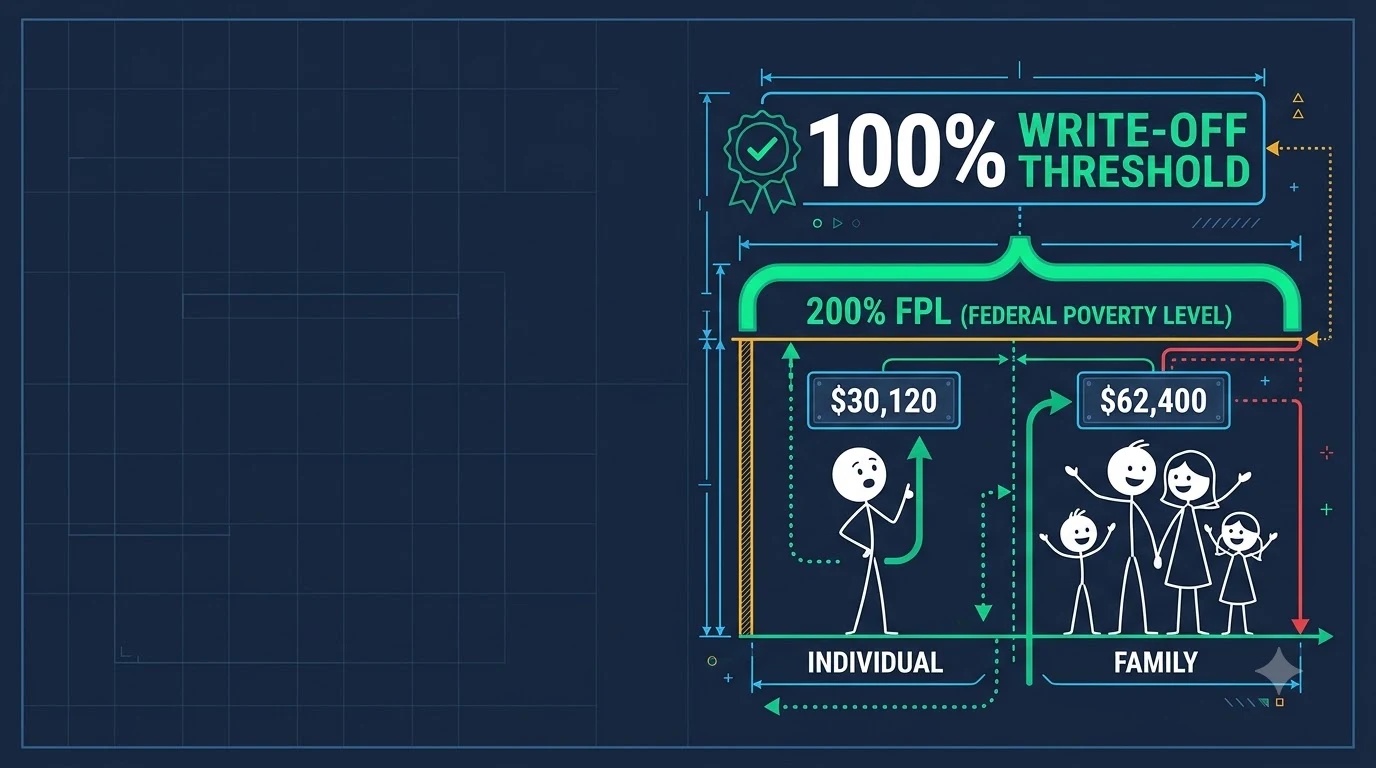 100% WRITE-OFF
THRESHOLD
200% FPL (FEDERAL POVERTY LEVEL)
$30,120
$62,400
INDIVIDUAL
FAMILY